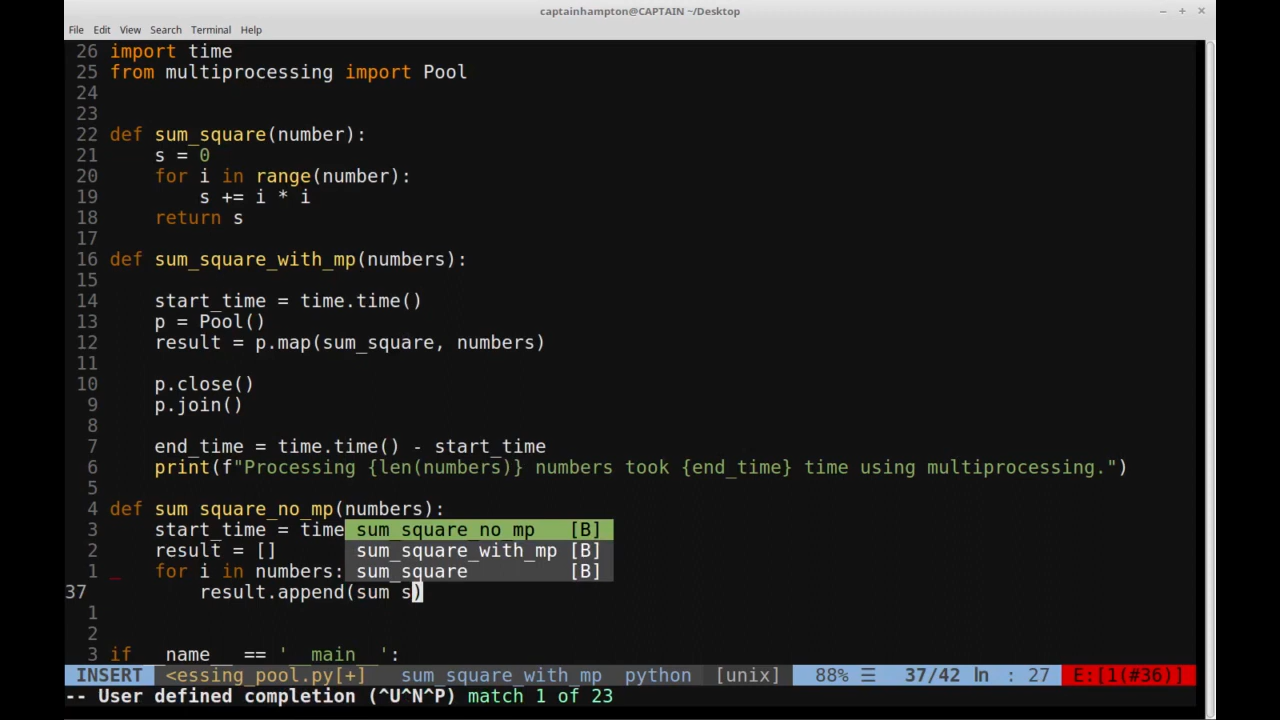 captainhampton@CAPTAIN ~/Desktop
File Edit View Search Terminal Help
26 import time
25 from multiprocessing import Pool
24
23
22 def sum_square(number):
21     s = 0
20     for i in range(number):
19         s += i * i
18     return s
17
16 def sum_square_with_mp(numbers):
15
14     start_time = time.time()
13     p = Pool()
12     result = p.map(sum_square, numbers)
11
10     p.close()
9     p.join()
8
7     end_time = time.time() - start_time
6     print(f"Processing {len(numbers)} numbers took {end_time} time using multiprocessing.")
5
4 def sum square_no_mp(numbers):
3     start_time = time sum_square_no_mp [B]
2     result = [] sum_square_with_mp [B]
1 _   for i in numbers: sum_square [B]
37         result.append(sum s)
1
2
3 if __name__ == '__main__':
INSERT <essing_pool.py[+] sum_square_with_mp python [unix] 88% ☰ 37/42 ln : 27 E:[1(#36)]
-- User defined completion (^U^N^P) match 1 of 23